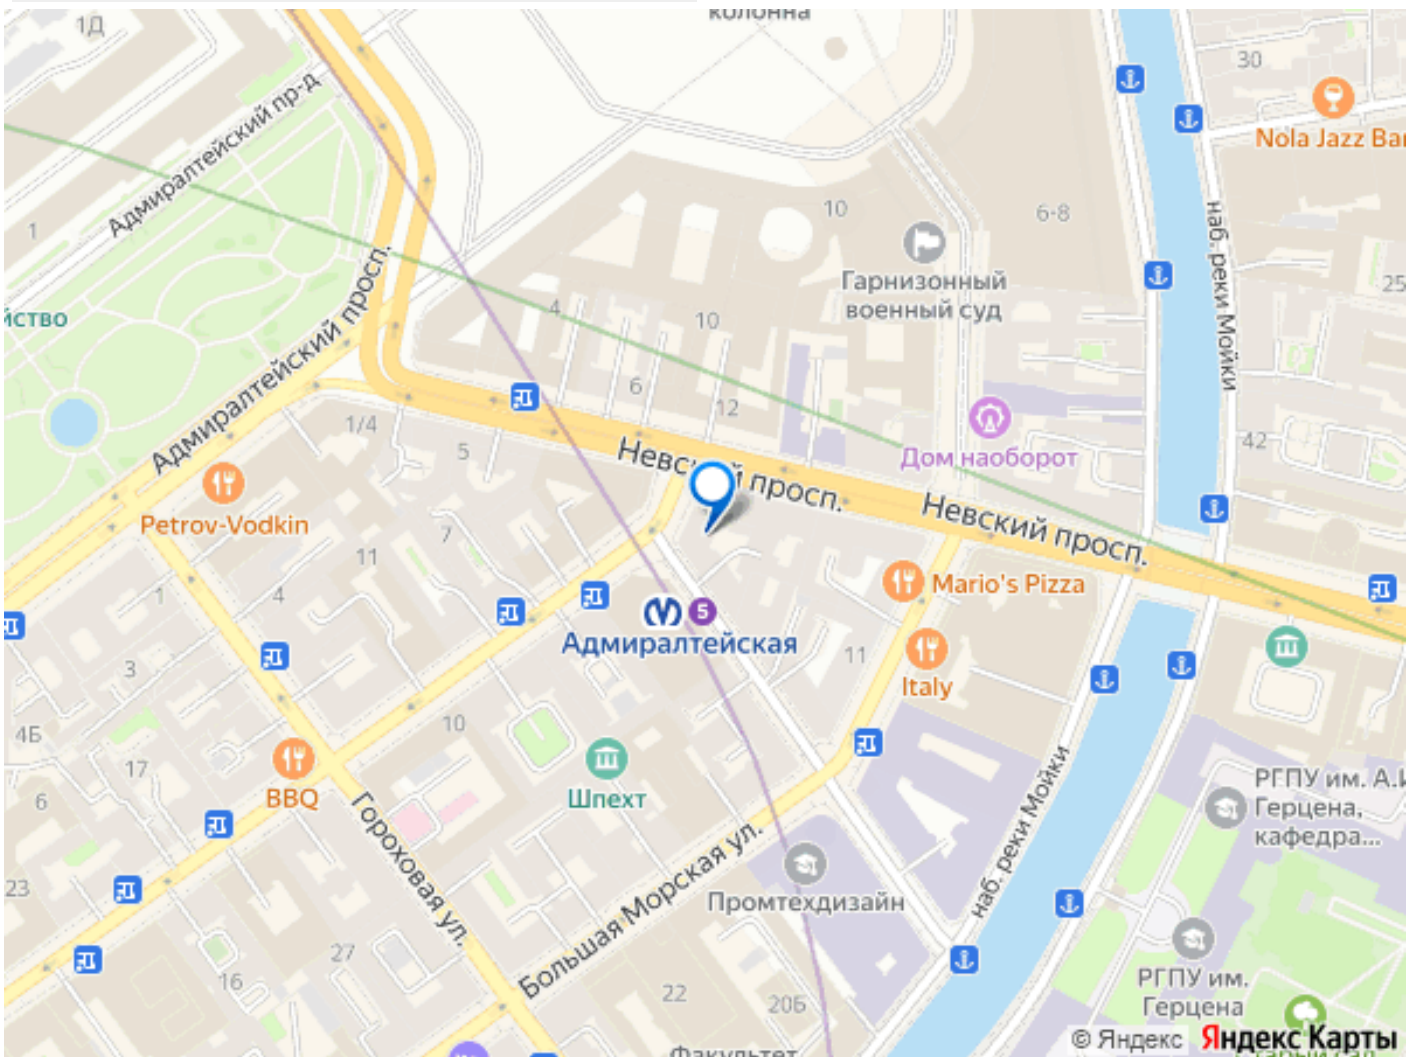 колонна
1Д
30
Nola Jazz Bar
Адмиралтейский пр-д
10
6-8
1
наб. реки Мойки
Гарнизонный
военный суд
25
йство
4
10
Адмиралтейский просп.
6
12
1/4
5
42
Дом наоборот
Невский просп.
Невский просп.
Petrov-Vodkin
7
11
1
4
Mario's Pizza
5
Адмиралтейская
11
3
Italy
10
4Б
17
6
BBQ
Шпехт
РГПУ им. А.И
Герцена,
кафедра...
Гороховая ул.
Большая Морская ул.
наб. реки Мойки
23
Промтехдизайн
27
16
22
20Б
РГПУ им.
Герцена
Факультет
© Яндекс
Яндекс Карты